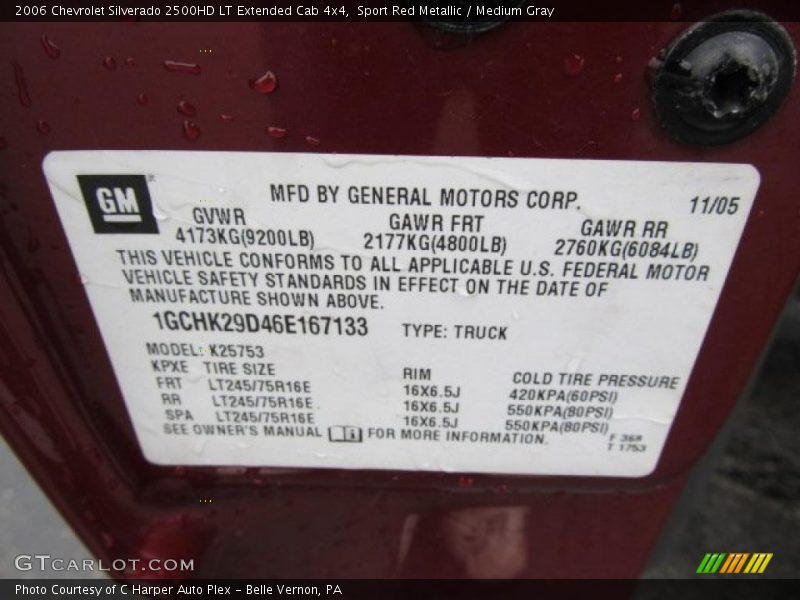 2006 Chevrolet Silverado 2500HD LT Extended Cab 4x4, Sport Red Metallic / Medium Gray
GM
MFD BY GENERAL MOTORS CORP. 11/05
GVWR GAWR FRT GAWR RR
4173KG(9200LB) 2177KG(4800LB) 2760KG(6084LB)
THIS VEHICLE CONFORMS TO ALL APPLICABLE U.S. FEDERAL MOTOR
VEHICLE SAFETY STANDARDS IN EFFECT ON THE DATE OF
MANUFACTURE SHOWN ABOVE.
1GCHK29D46E167133 TYPE: TRUCK
MODEL: K25753
KPXE TIRE SIZE RIM COLD TIRE PRESSURE
FRT LT245/75R16E 16X6.5J 420KPA(60PSI)
RR LT245/75R16E 16X6.5J 550KPA(80PSI)
SPA LT245/75R16E 16X6.5J 550KPA(80PSI)
SEE OWNER'S MANUAL FOR MORE INFORMATION. F 368
T 1753
GTCARLOT.COM
Photo Courtesy of C Harper Auto Plex - Belle Vernon, PA